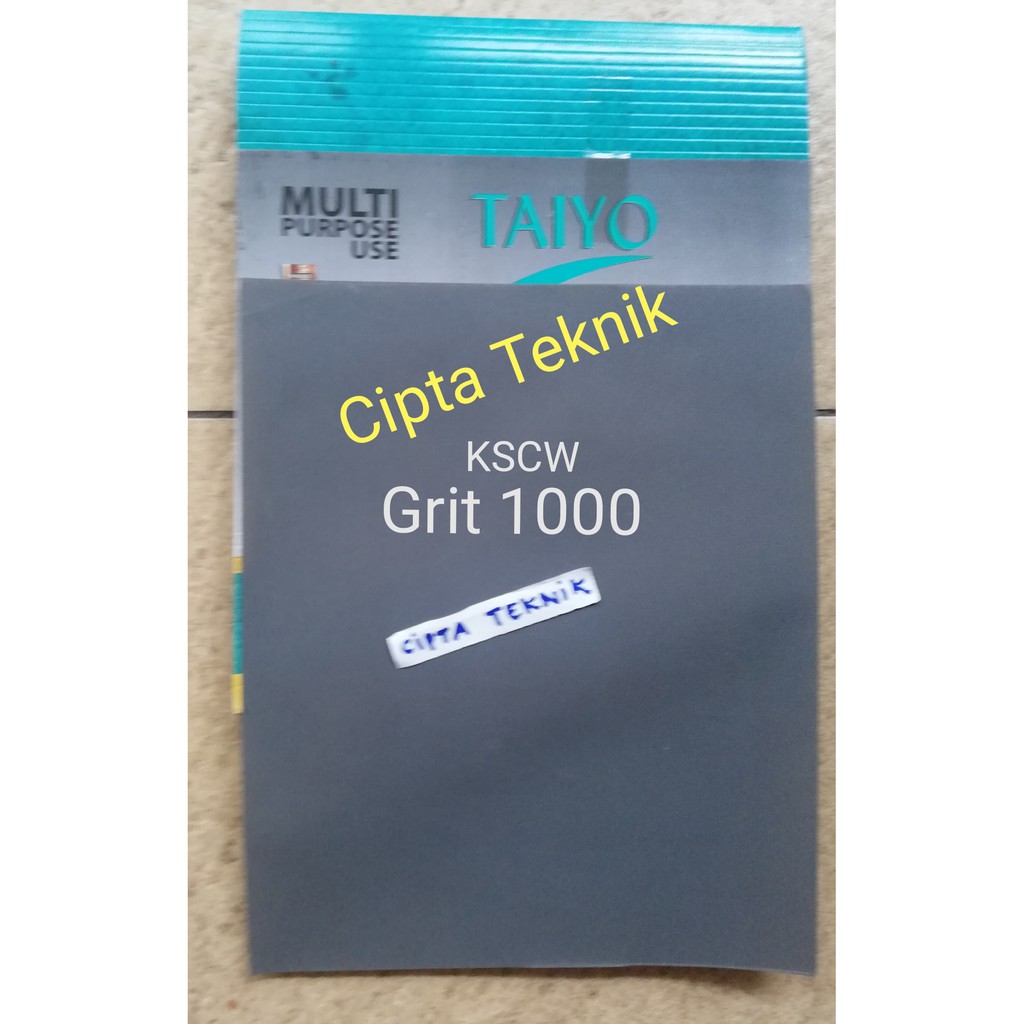 MULTI
PURPOSE
USE
TAIYO
Cipta Teknik
KSCW
Grit 1000
CiPTA TEKNiK